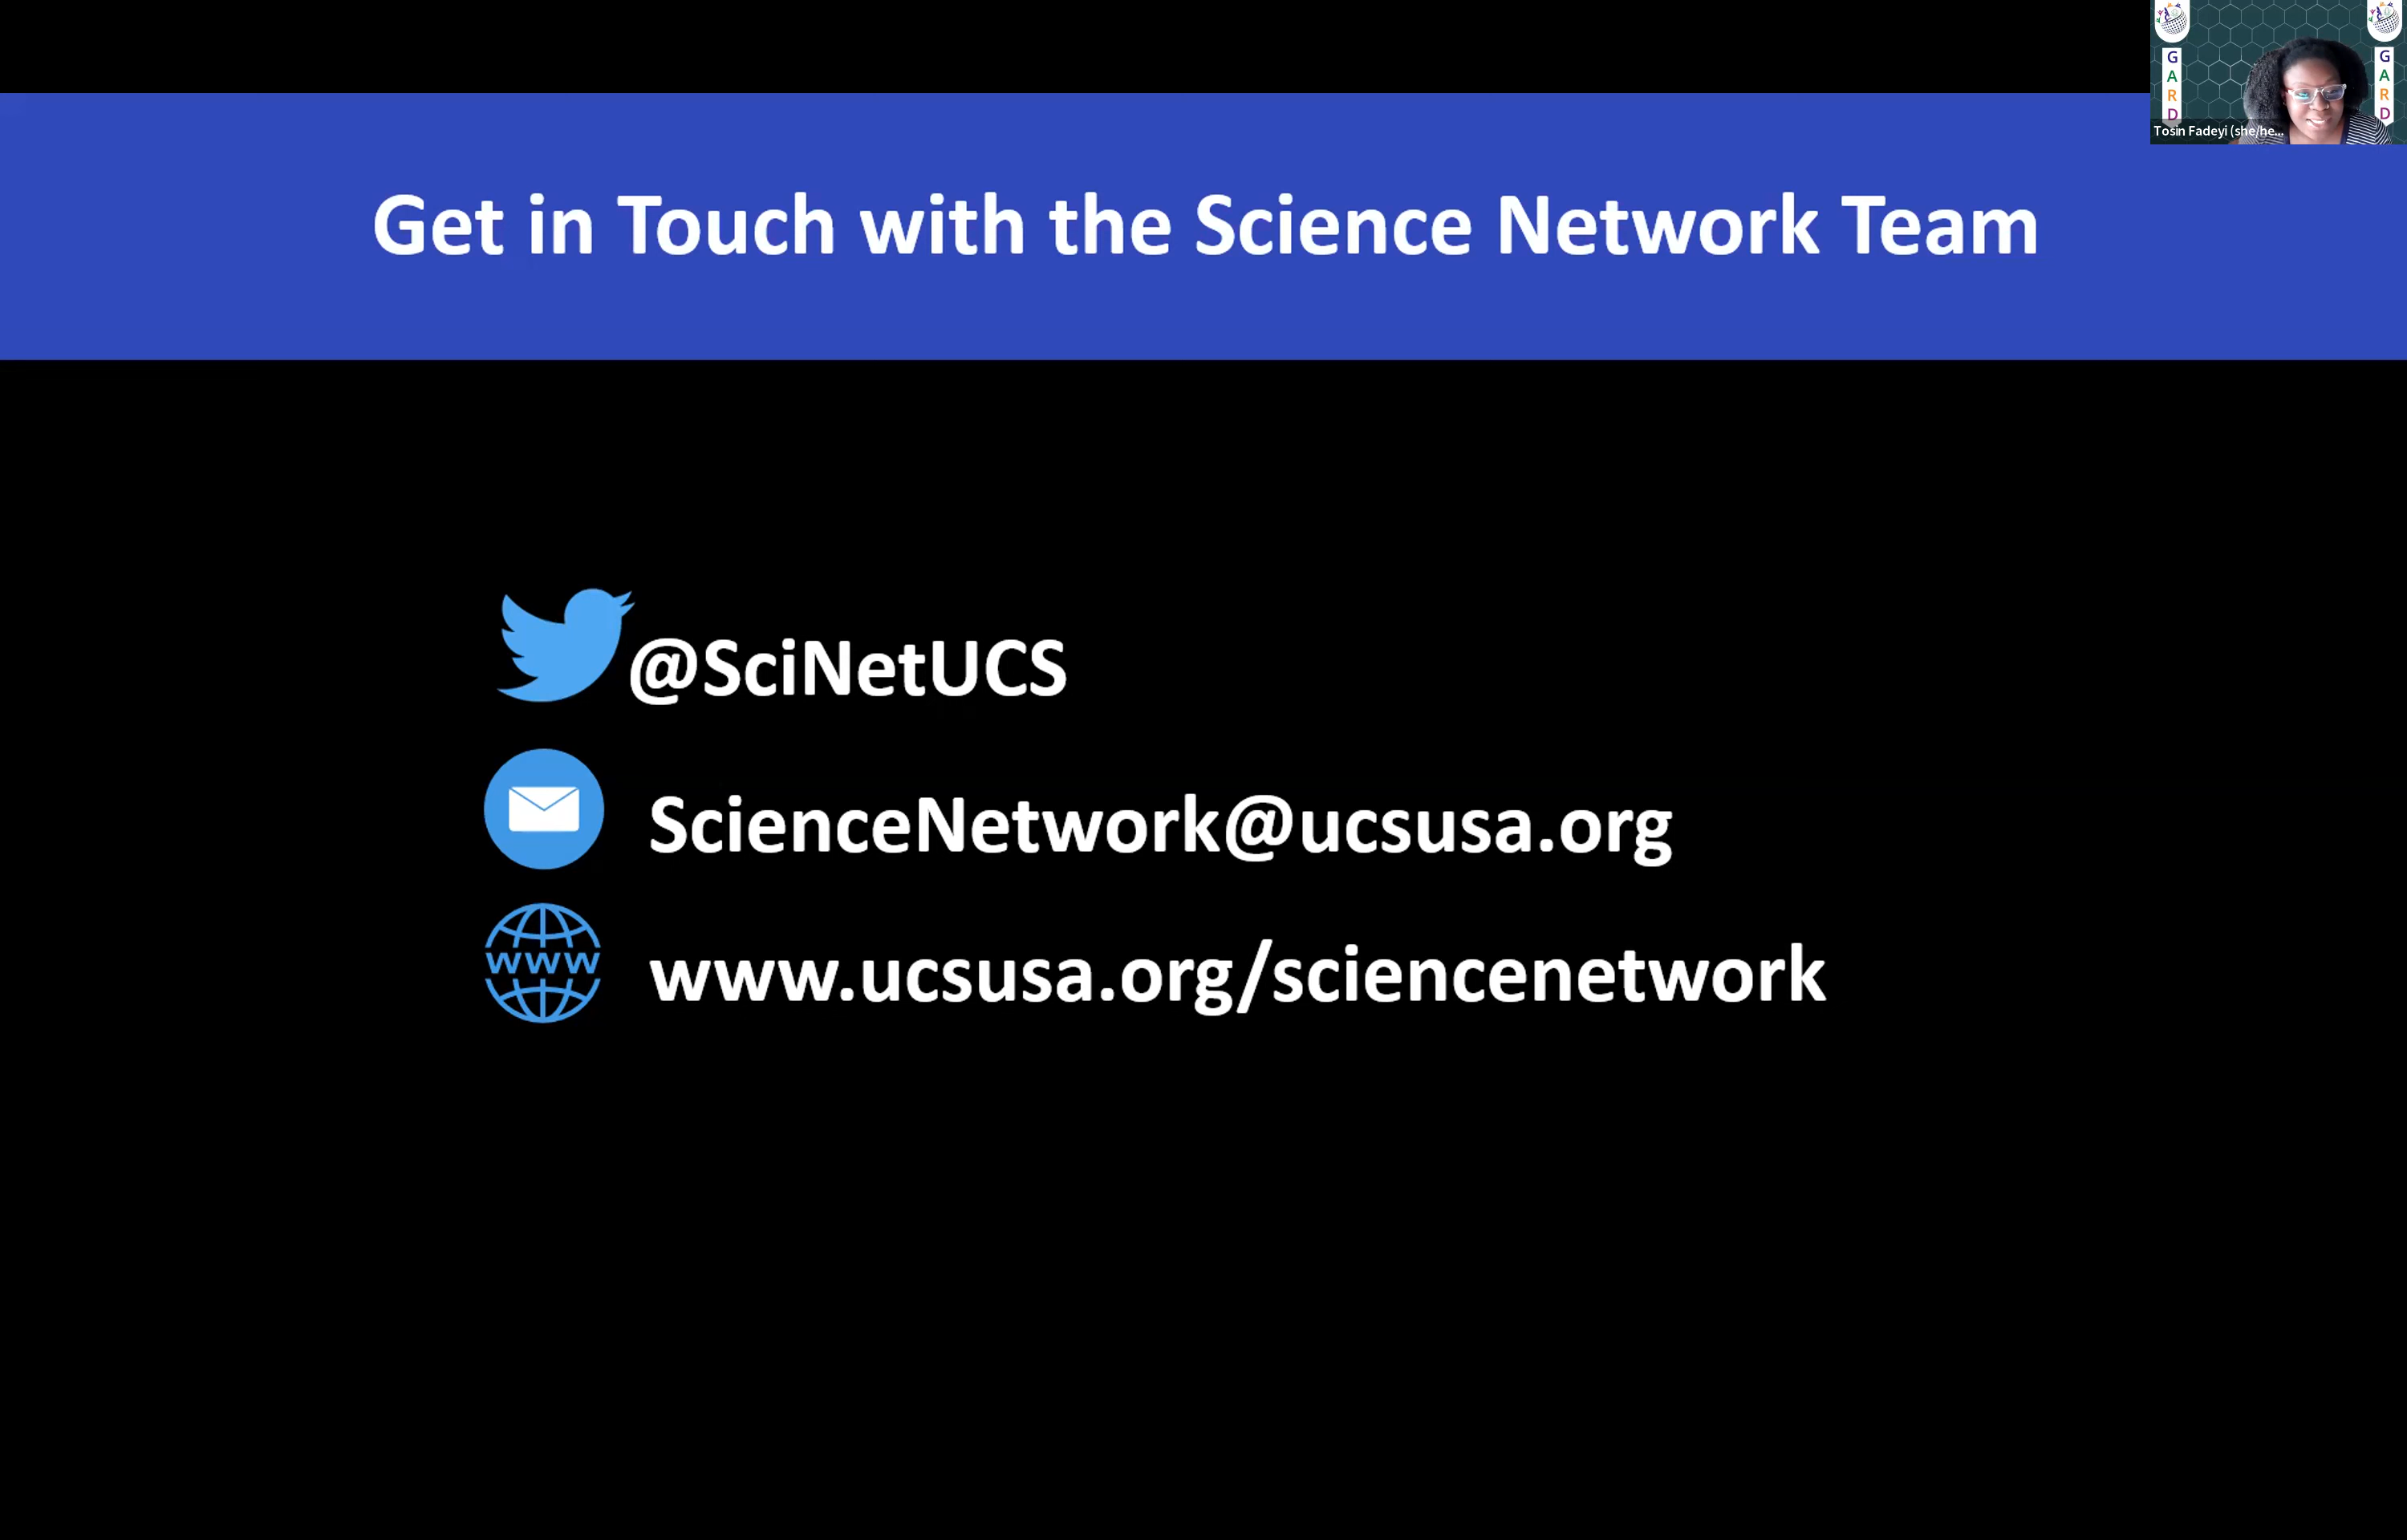 Get in Touch with the Science Network Team
@SciNetUCS
ScienceNetwork@ucsusa.org
www
www.ucsusa.org/sciencenetwork
G
A
R
D
G
A
R
D
Tosin Fadeyi (she/he...